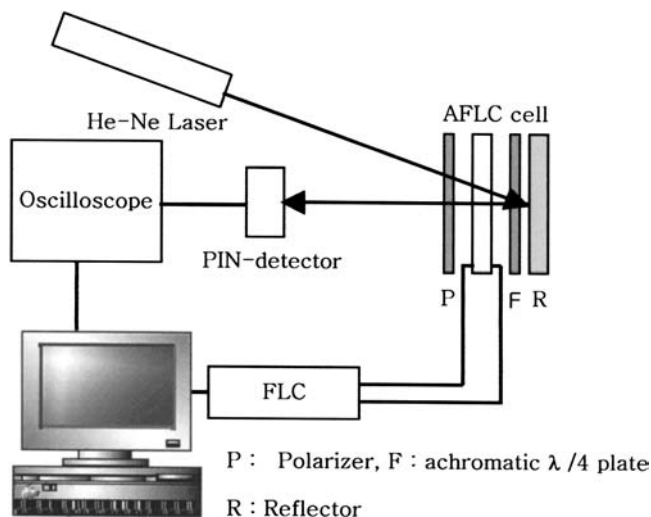 He-Ne Laser
AFLC cell
Oscilloscope
PIN-detector
P
F
R
FLC
P : Polarizer, F : achromatic λ /4 plate
R : Reflector